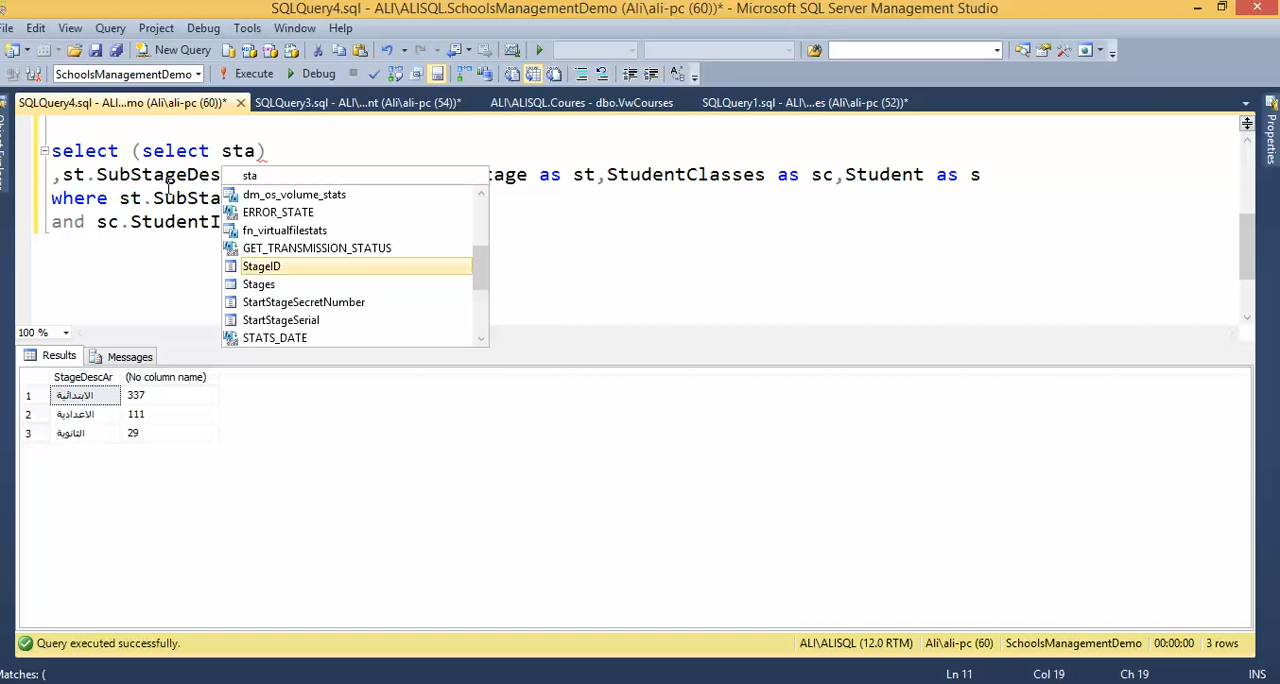 SQLQuery4.sql - ALI\ALISQL.SchoolsManagementDemo (Ali\ali-pc (60))* - Microsoft SQL Server Management Studio
File Edit View Query Project Debug Tools Window Help
New Query
SchoolsManagementDemo Execute Debug
SQLQuery4.sql - ALI...mo (Ali\ali-pc (60))* SQLQuery3.sql - ALI\...nt (Ali\ali-pc (54))* ALI\ALISQL.Coures - dbo.VwCourses SQLQuery1.sql - ALI\...es (Ali\ali-pc (52))*
Properties
select (select sta)
,st.SubStageDes tage as st,StudentClasses as sc,Student as s
where st.SubSta
and sc.StudentI
sta
dm_os_volume_stats
ERROR_STATE
fn_virtualfilestats
GET_TRANSMISSION_STATUS
StageID
Stages
StartStageSecretNumber
StartStageSerial
STATS_DATE
100 %
Results Messages
StageDescAr (No column name)
1 الابتدائية 337
2 الاعدادية 111
3 الثانوية 29
Query executed successfully. ALI\ALISQL (12.0 RTM) Ali\ali-pc (60) SchoolsManagementDemo 00:00:00 3 rows
Matches: ( Ln 11 Col 19 Ch 19 INS